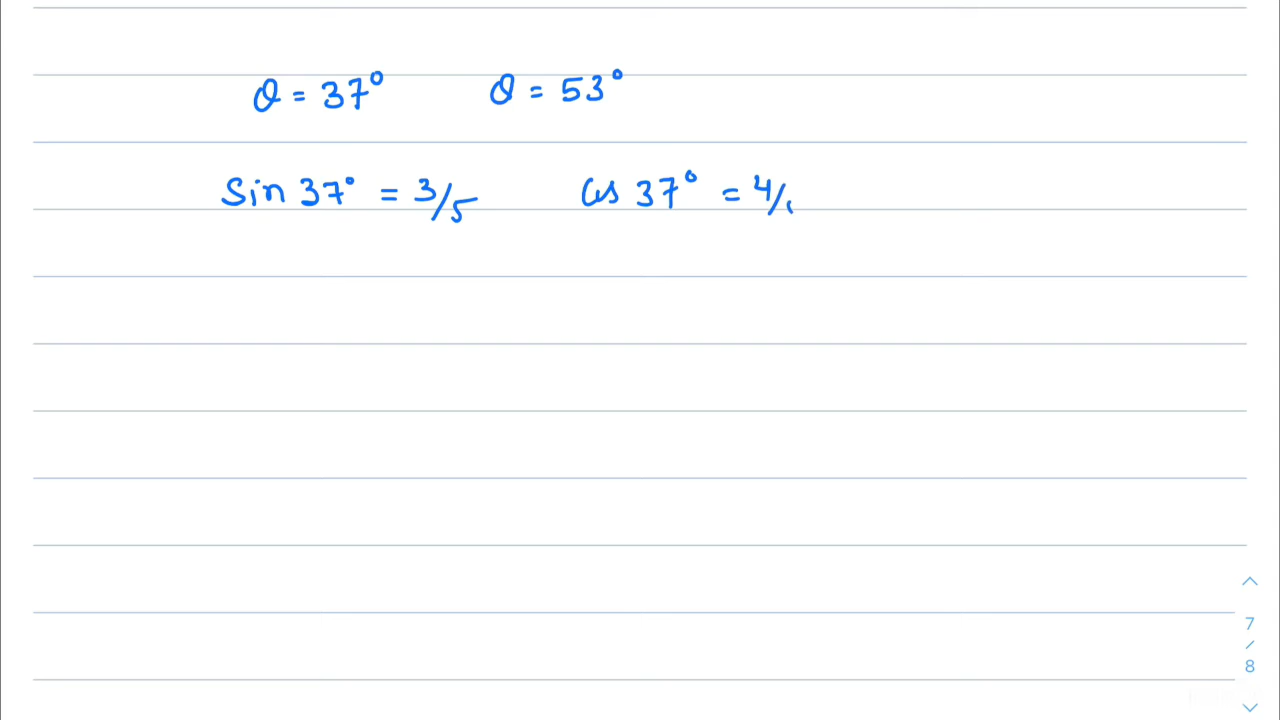 θ = 37° θ = 53°
Sin 37° = 3/5 Cos 37° = 4/
7
/
8